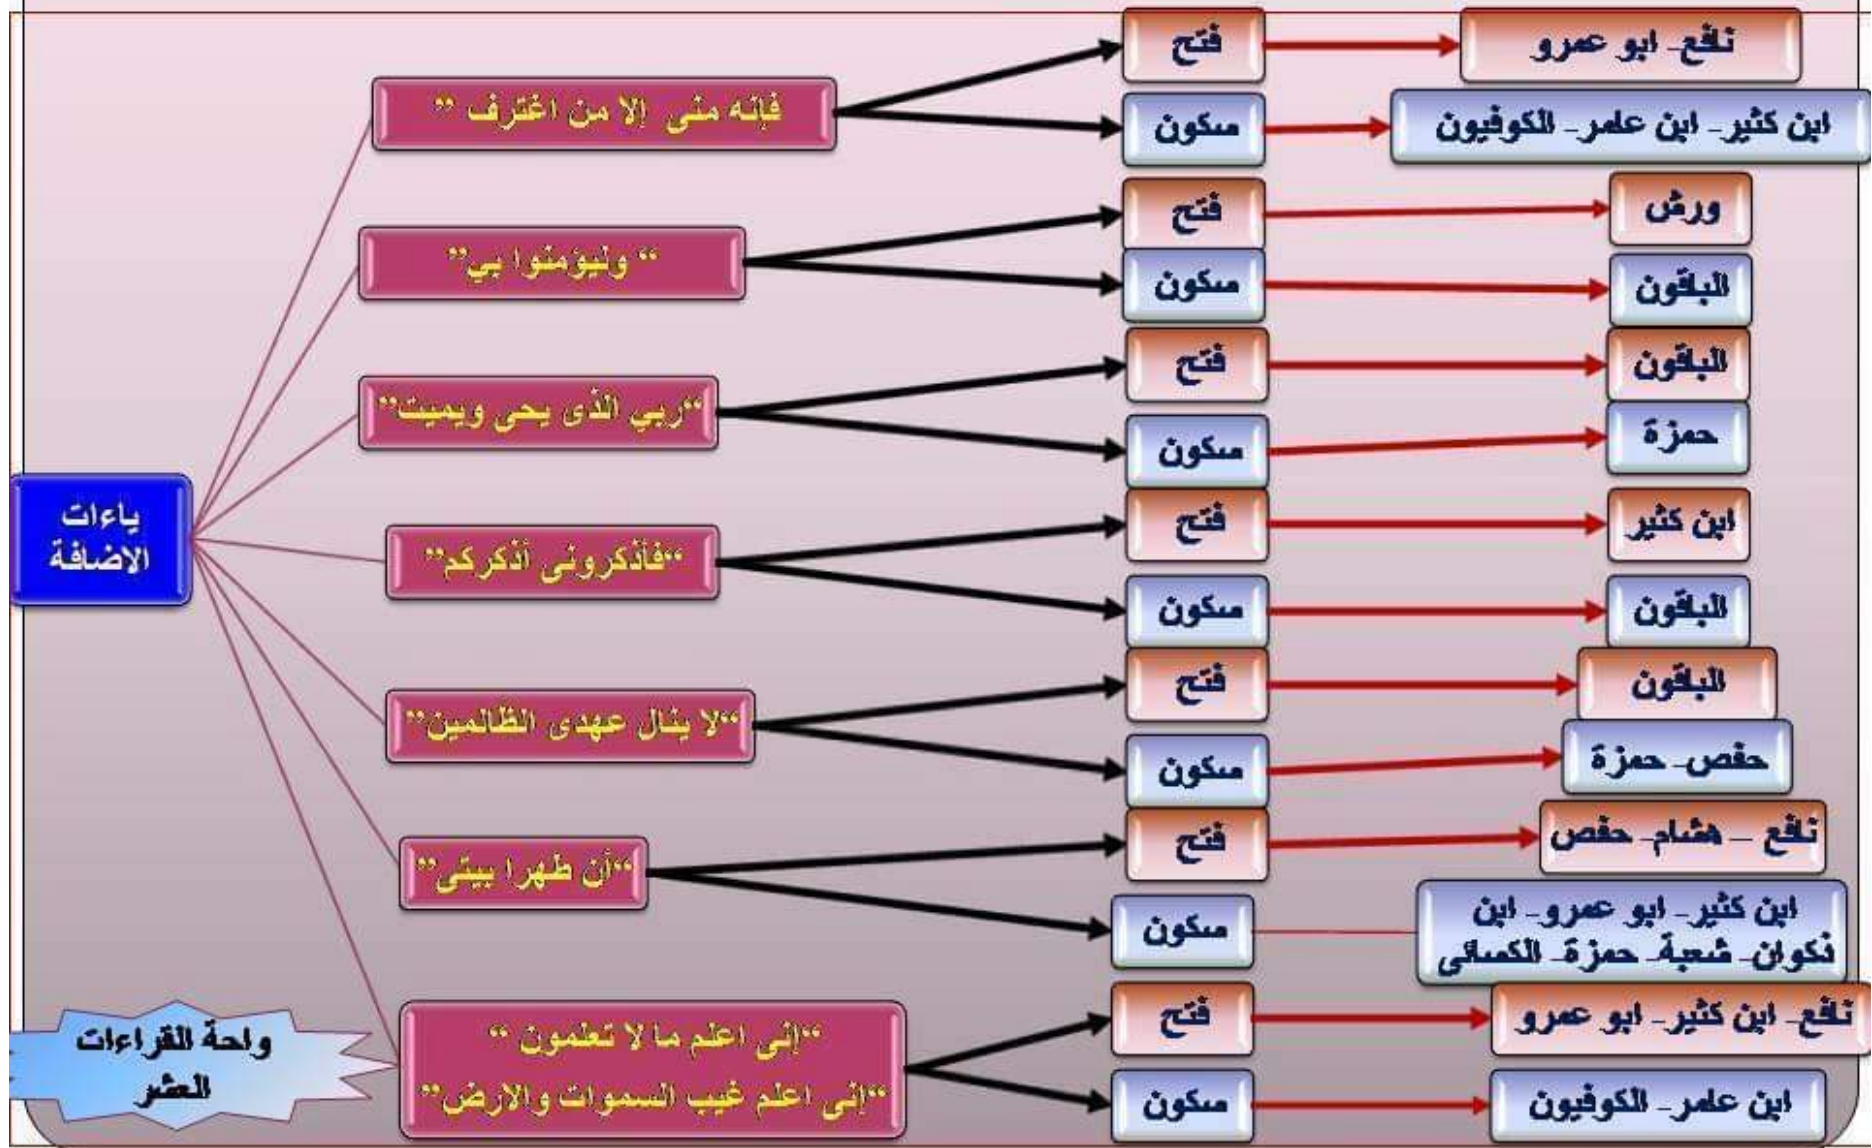 ياءات
الاضافة
فإنه منى إلا من اغترف ”
فتح
نافع- ابو عمرو
سكون
ابن كثير- ابن عامر- الكوفيون
“ وليؤمنوا بي”
فتح
ورش
سكون
الباقون
“ربي الذى يحى ويميت”
فتح
الباقون
سكون
حمزة
“فأذكرونى أذكركم”
فتح
ابن كثير
سكون
الباقون
“لا ينال عهدى الظالمين”
فتح
الباقون
سكون
حفص- حمزة
“أن طهرا بيتى”
فتح
نافع – هشام- حفص
سكون
ابن كثير- ابو عمرو- ابن
ذكوان- شعبة- حمزة- الكسائى
“إنى اعلم ما لا تعلمون “
“إنى اعلم غيب السموات والارض”
فتح
نافع- ابن كثير- ابو عمرو
سكون
ابن عامر- الكوفيون
واحة القراءات
العشر